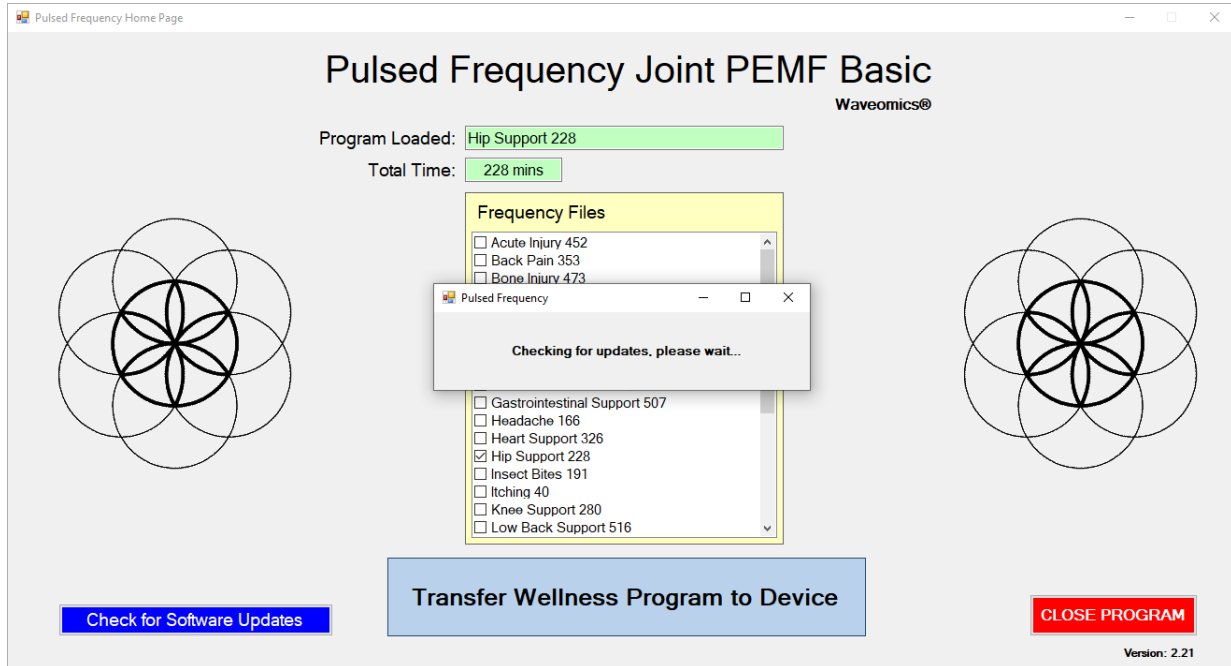 Pulsed Frequency Home Page
Pulsed Frequency Joint PEMF Basic
Waveomics®
Program Loaded: Hip Support 228
Total Time: 228 mins
Frequency Files
Acute Injury 452
Back Pain 353
Bone Injury 473
Pulsed Frequency
Checking for updates, please wait...
Gastrointestinal Support 507
Headache 166
Heart Support 326
Hip Support 228
Insect Bites 191
Itching 40
Knee Support 280
Low Back Support 516
Transfer Wellness Program to Device
Check for Software Updates
CLOSE PROGRAM
Version: 2.21